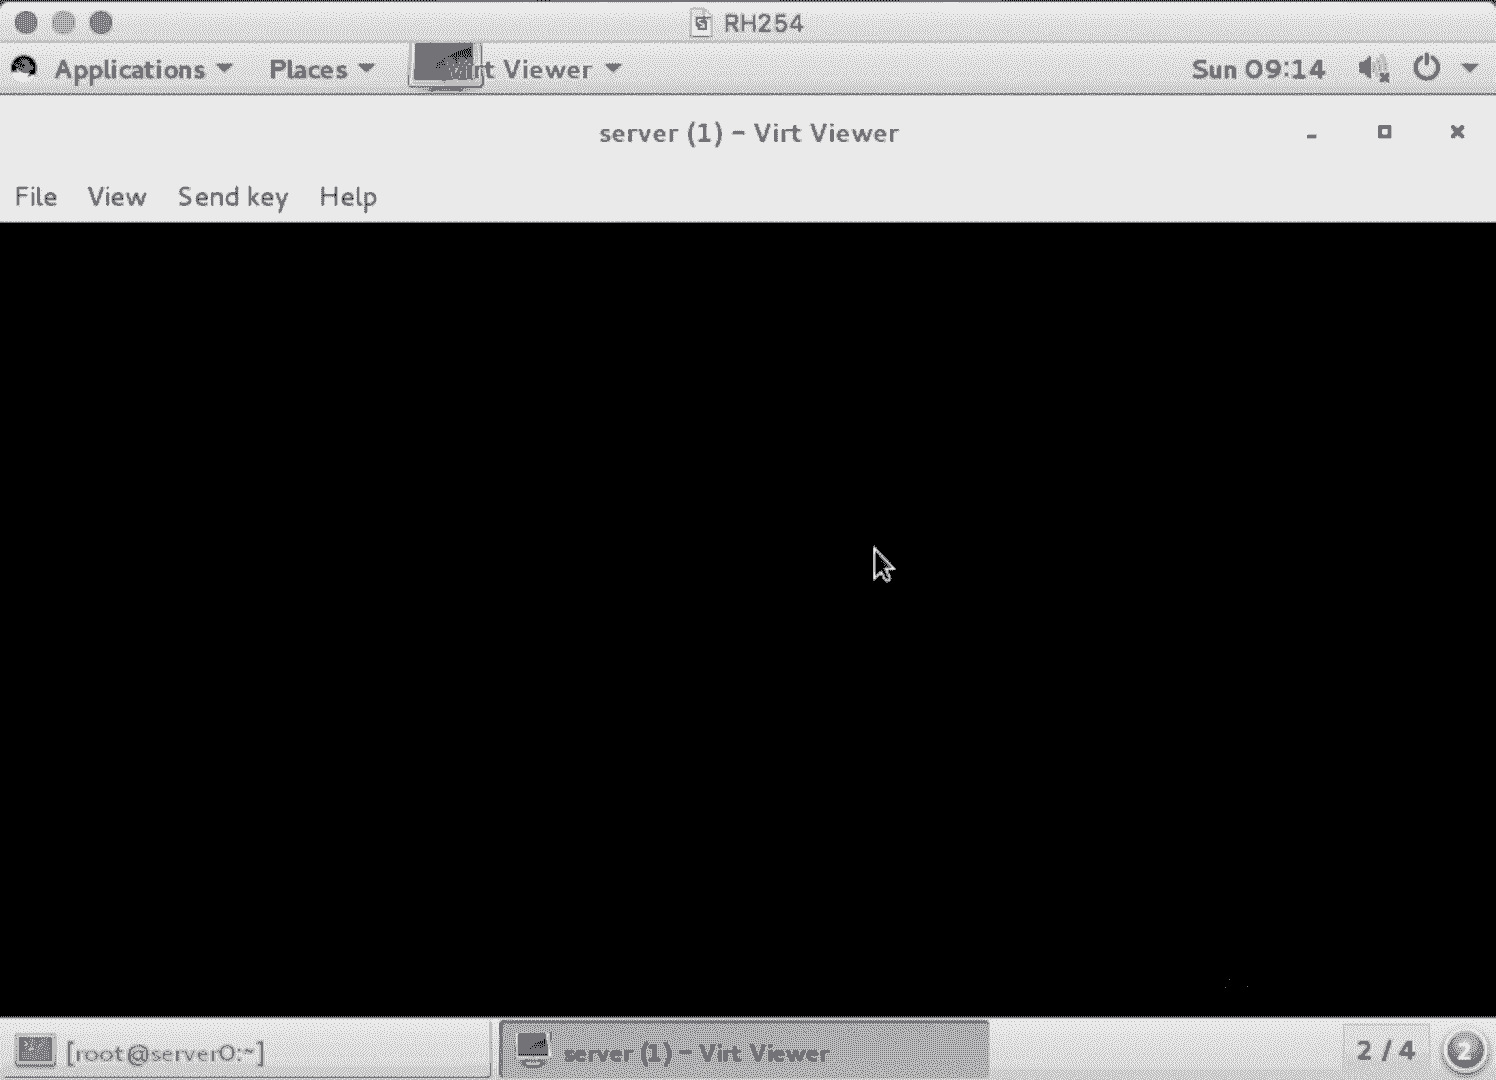 RH254
Applications Places Virt Viewer Sun 09:14
server (1) – Virt Viewer
File View Send key Help
[root@server0:~] server (1) – Virt Viewer 2 / 4 2